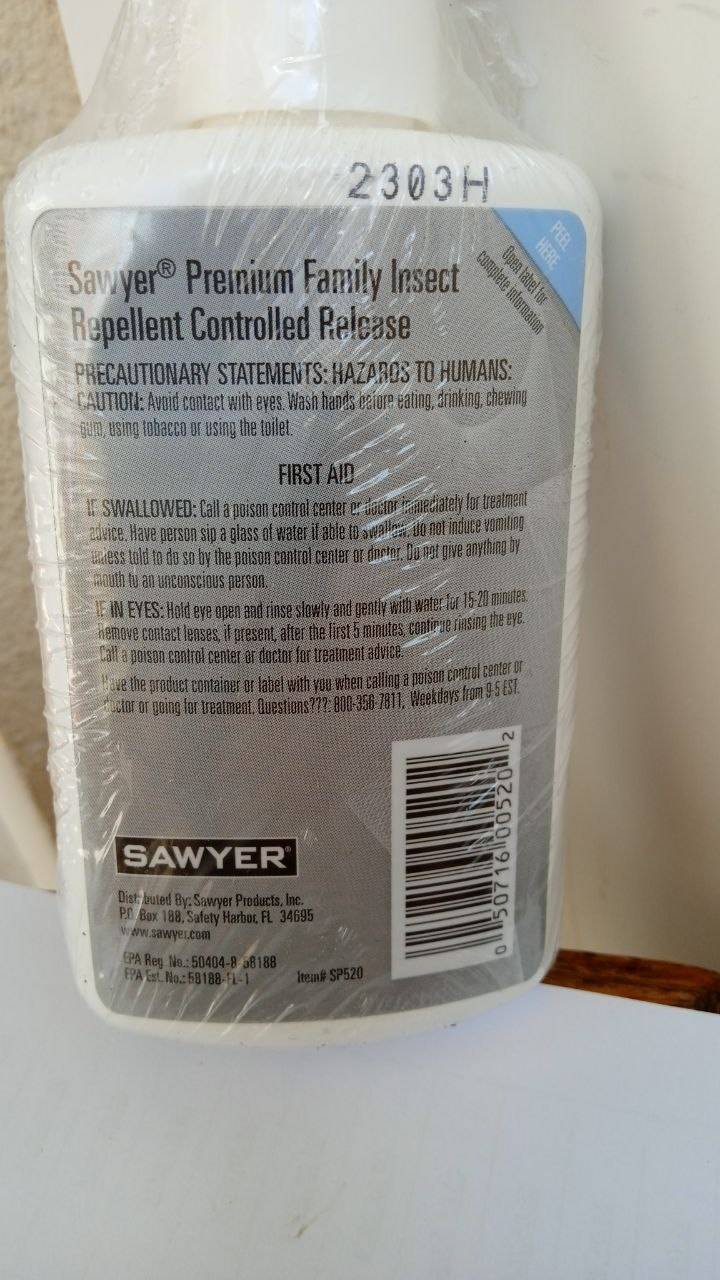 2303H
PEEL
HERE
Open label for
complete information
Sawyer® Premium Family Insect
Repellent Controlled Release
PRECAUTIONARY STATEMENTS: HAZARDS TO HUMANS:
CAUTION: Avoid contact with eyes. Wash hands before eating, drinking, chewing
gum, using tobacco or using the toilet.
FIRST AID
IF SWALLOWED: Call a poison control center or doctor immediately for treatment
advice. Have person sip a glass of water if able to swallow. Do not induce vomiting
unless told to do so by the poison control center or doctor. Do not give anything by
mouth to an unconscious person.
IF IN EYES: Hold eye open and rinse slowly and gently with water for 15-20 minutes.
Remove contact lenses, if present, after the first 5 minutes, continue rinsing the eye.
Call a poison control center or doctor for treatment advice.
Have the product container or label with you when calling a poison control center or
doctor or going for treatment. Questions???: 800-356-7811, Weekdays from 9-5 EST.
SAWYER®
Distributed By: Sawyer Products, Inc.
P.O. Box 188, Safety Harbor, FL 34695
www.sawyer.com
EPA Reg. No.: 50404-8-58188
EPA Est. No.: 58188-FL-1 Item# SP520
0 50716 00520 2